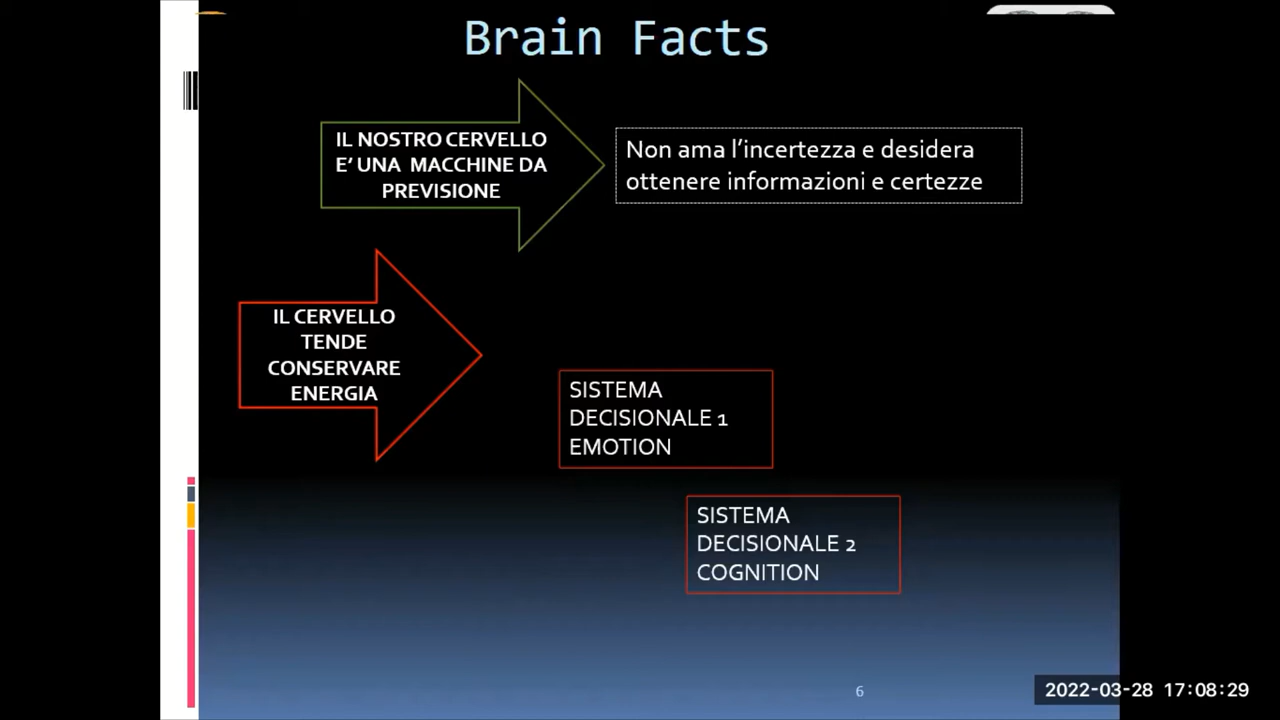 Brain Facts
IL NOSTRO CERVELLO
E’ UNA MACCHINE DA
PREVISIONE
Non ama l’incertezza e desidera
ottenere informazioni e certezze
IL CERVELLO
TENDE
CONSERVARE
ENERGIA
SISTEMA
DECISIONALE 1
EMOTION
SISTEMA
DECISIONALE 2
COGNITION
6
2022-03-28 17:08:29